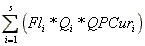 s
∑(Fl_i * Q_i * QPCur_i)
i=1